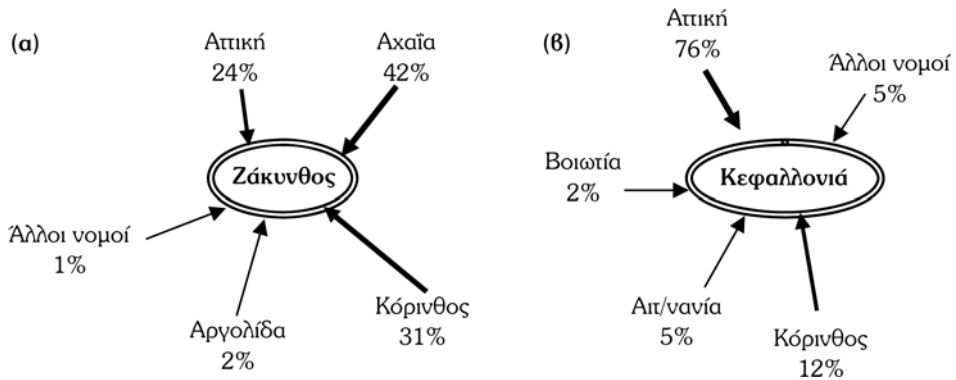 (α)
Αττική
24%
Αχαΐα
42%
Ζάκυνθος
Άλλοι νομοί
1%
Αργολίδα
2%
Κόρινθος
31%
(β)
Αττική
76%
Άλλοι νομοί
5%
Βοιωτία
2%
Κεφαλλονιά
Αιτ/νανία
5%
Κόρινθος
12%